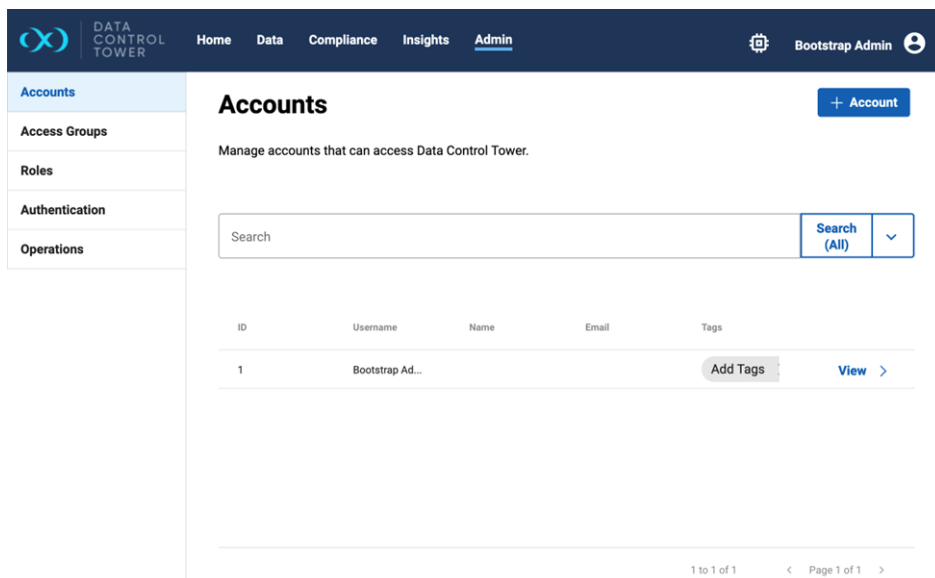 DATA
CONTROL
TOWER
Home Data Compliance Insights Admin
Bootstrap Admin
Accounts
Access Groups
Roles
Authentication
Operations
Accounts
+ Account
Manage accounts that can access Data Control Tower.
Search
Search
(All)
ID Username Name Email Tags
1 Bootstrap Ad... Add Tags View >
1 to 1 of 1 < Page 1 of 1 >